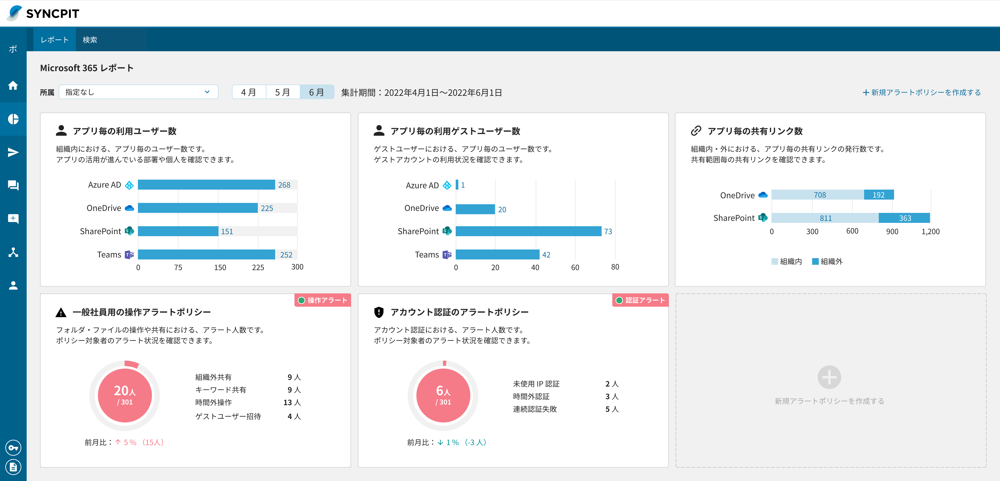 SYNCPIT
レポート 検索
ボ
Microsoft 365 レポート
所属 指定なし 4 月 5 月 6 月 集計期間：2022年4月1日〜2022年6月1日 ＋新規アラートポリシーを作成する
アプリ毎の利用ユーザー数
組織内における、アプリ毎のユーザー数です。
アプリの活用が進んでいる部署や個人を確認できます。
Azure AD 268
OneDrive 225
SharePoint S 151
Teams T 252
0 75 150 225 300
アプリ毎の利用ゲストユーザー数
ゲストユーザーにおける、アプリ毎のユーザー数です。
ゲストアカウントの利用状況を確認できます。
Azure AD 1
OneDrive 20
SharePoint S 73
Teams T 42
0 20 40 60 80
アプリ毎の共有リンク数
組織内・外における、アプリ毎の共有リンクの発行数です。
共有範囲毎の共有リンクを確認できます。
OneDrive 708 192
SharePoint S 811 363
0 300 600 900 1,200
組織内 組織外
操作アラート
一般社員用の操作アラートポリシー
フォルダ・ファイルの操作や共有における、アラート人数です。
ポリシー対象者のアラート状況を確認できます。
20人
/ 301
組織外共有 9 人
キーワード共有 9 人
時間外操作 13 人
ゲストユーザー招待 4 人
前月比：↑ 5 % （15人）
認証アラート
アカウント認証のアラートポリシー
アカウント認証における、アラート人数です。
ポリシー対象者のアラート状況を確認できます。
6人
/ 301
未使用 IP 認証 2 人
時間外認証 3 人
連続認証失敗 5 人
前月比：↓ 1 % （-3 人）
新規アラートポリシーを作成する